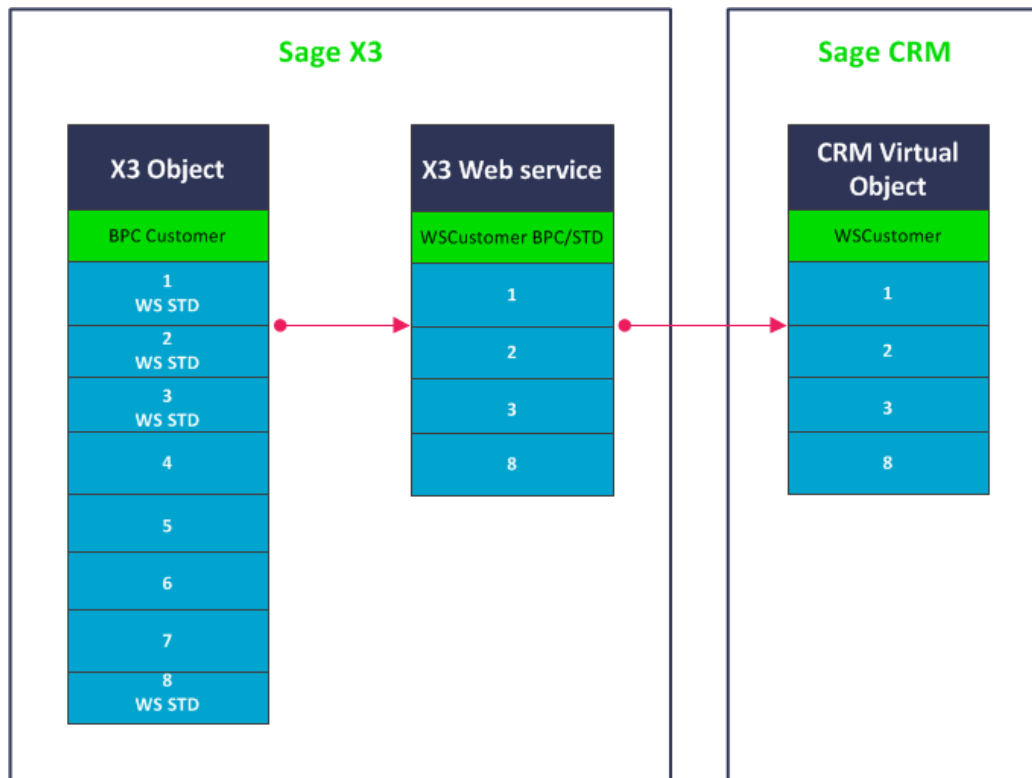 Sage X3
X3 Object
BPC Customer
1
WS STD
2
WS STD
3
WS STD
4
5
6
7
8
WS STD
X3 Web service
WSCustomer BPC/STD
1
2
3
8
Sage CRM
CRM Virtual
Object
WSCustomer
1
2
3
8